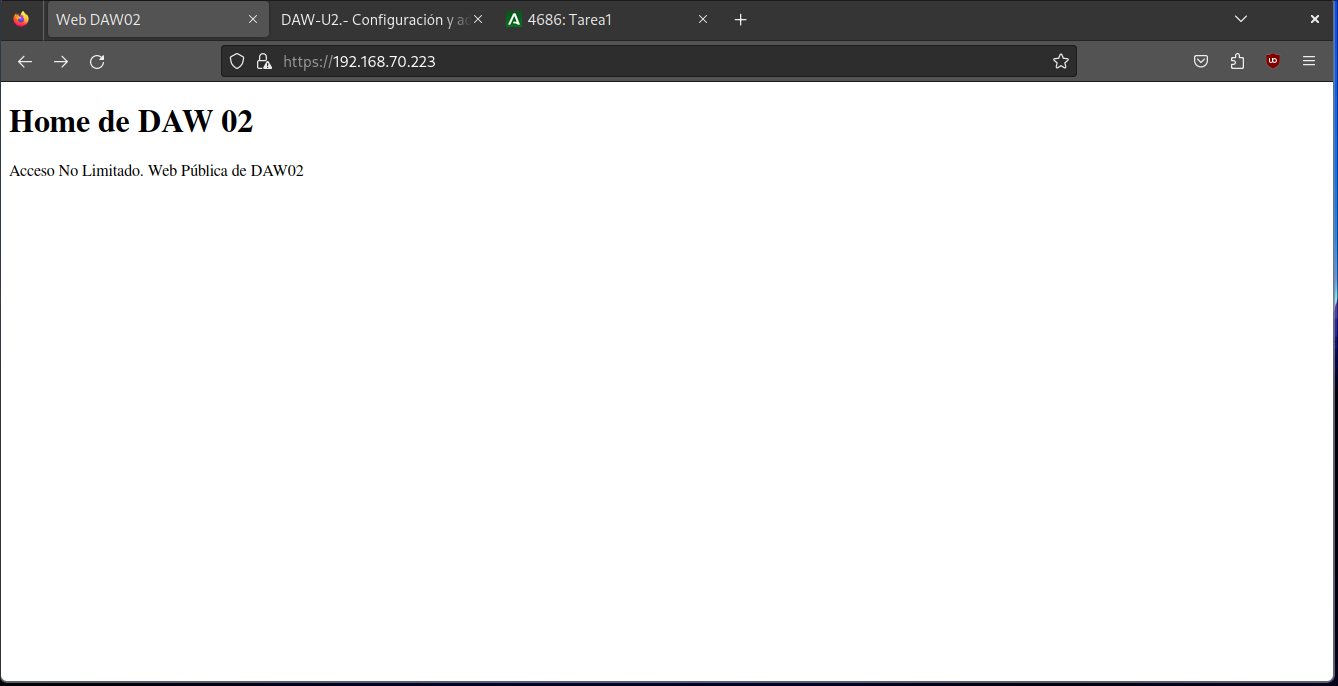 Web DAW02
DAW-U2.- Configuración y
4686: Tarea1
https://192.168.70.223
Home de DAW 02
Acceso No Limitado. Web Pública de DAW02